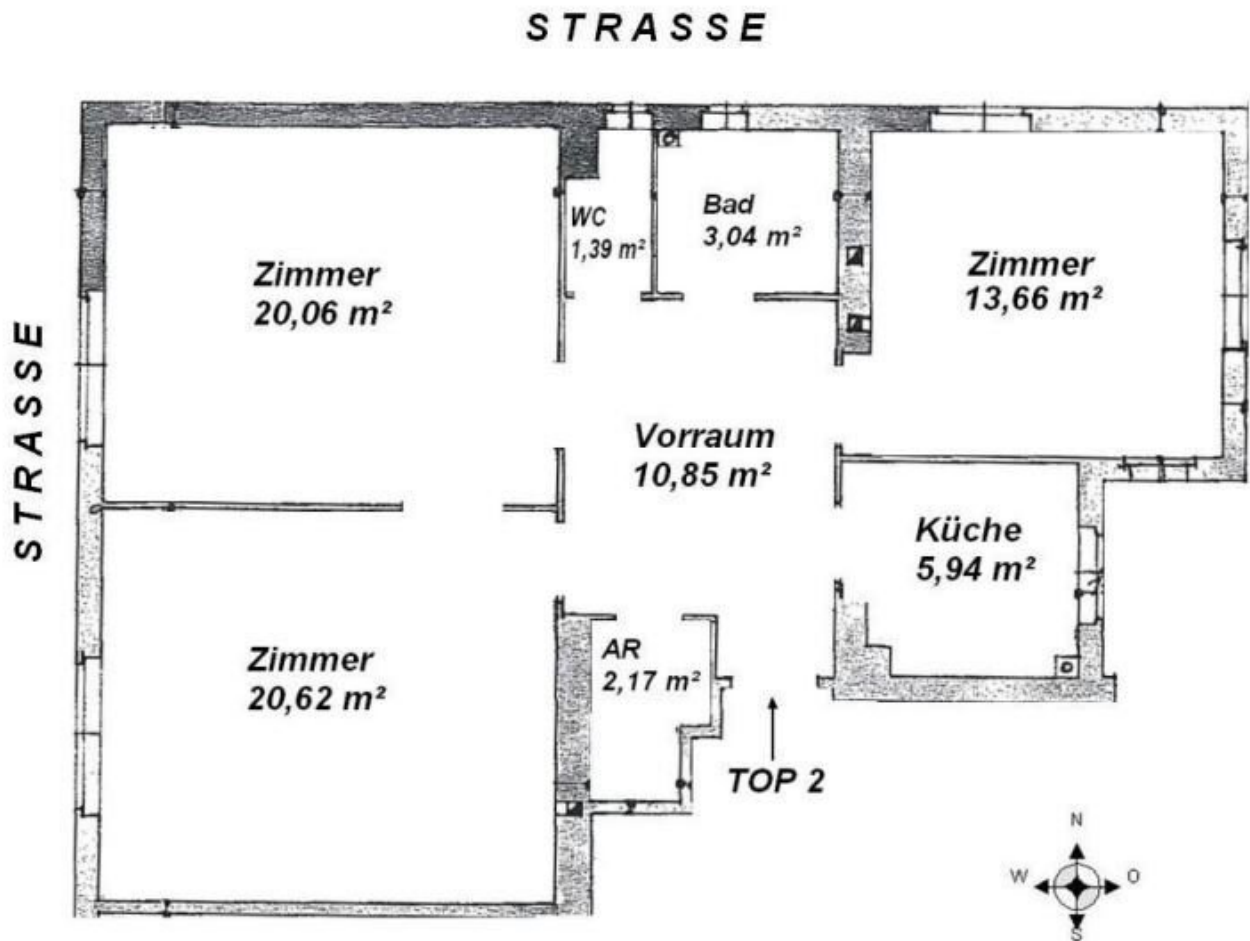 STRASSE
STRASSE
WC
1,39 m²
Bad
3,04 m²
Zimmer
20,06 m²
Zimmer
13,66 m²
Vorraum
10,85 m²
Küche
5,94 m²
Zimmer
20,62 m²
AR
2,17 m²
TOP 2
N
W
O
S